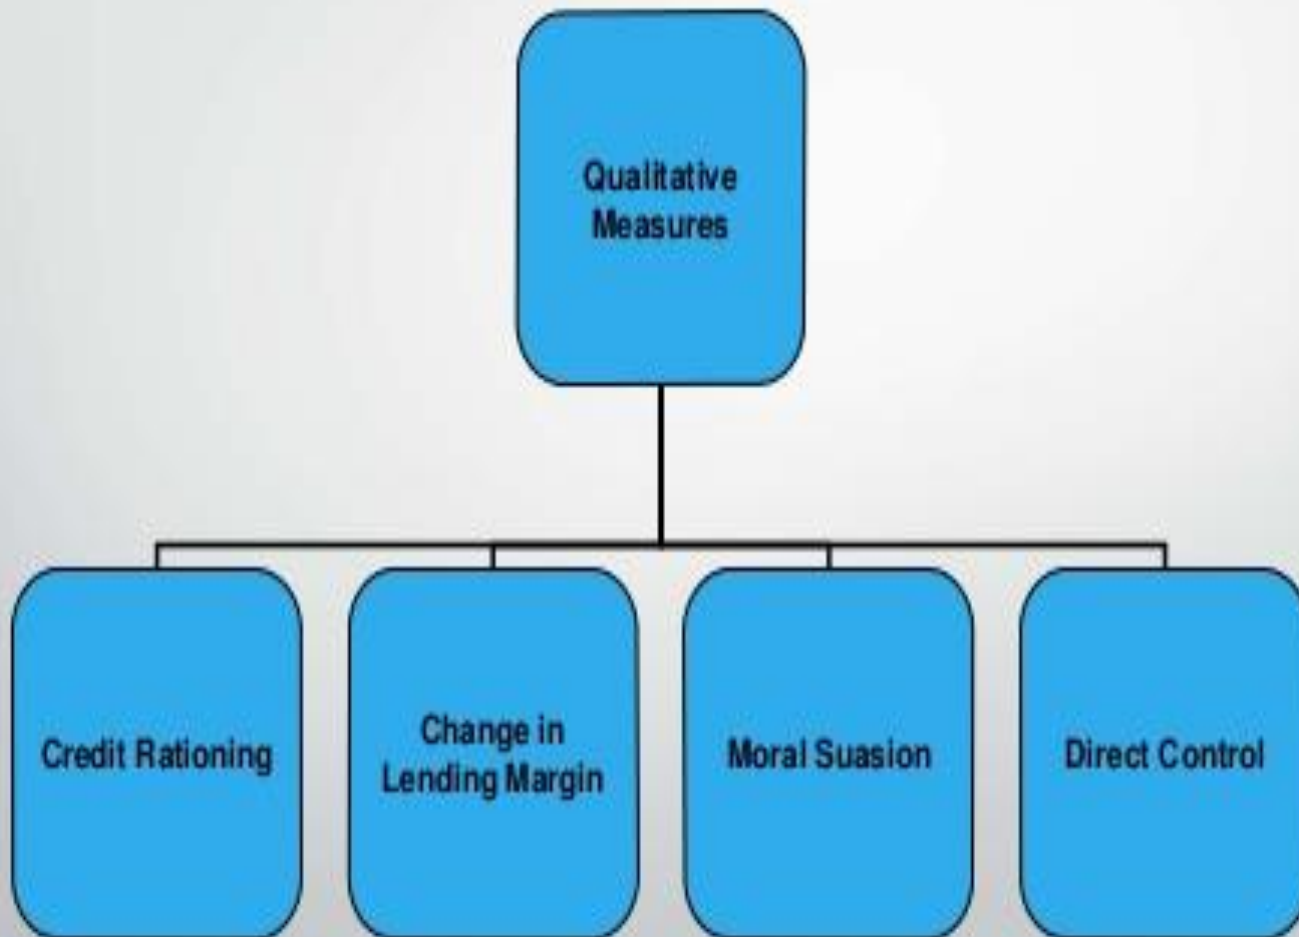 Qualitative
Measures
Credit Rationing
Change in
Lending Margin
Moral Suasion
Direct Control